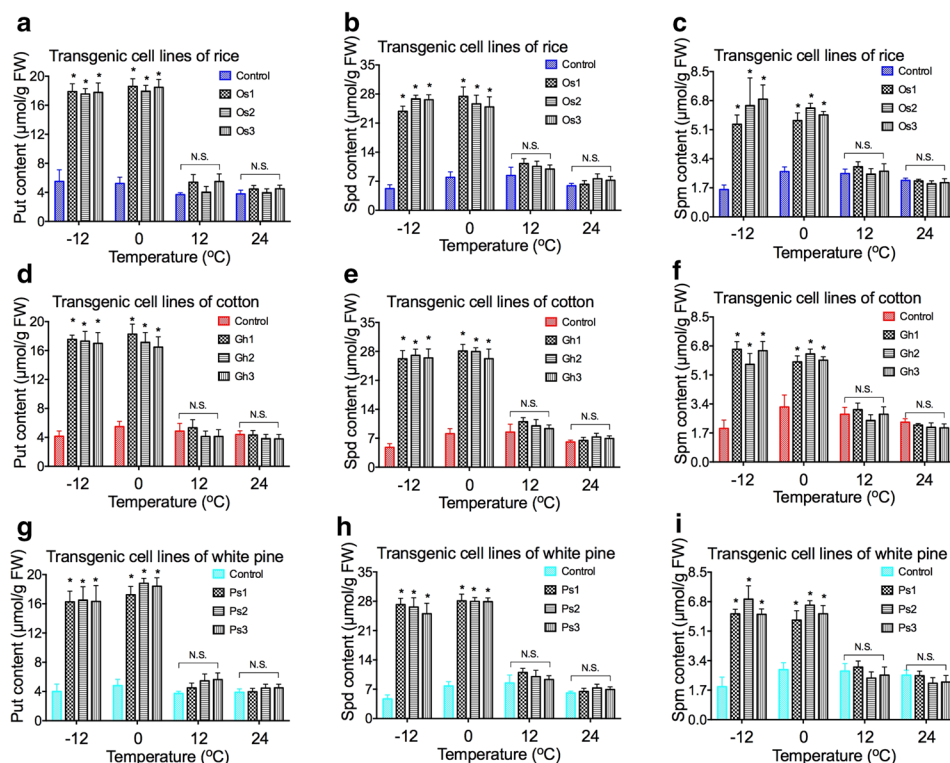 a
Transgenic cell lines of rice
Put content (µmol/g FW)
20
16
12
8
4
0
Control
Os1
Os2
Os3
* * * * * *
N.S. N.S.
-12 0 12 24
Temperature (oC)
b
Transgenic cell lines of rice
Spd content (µmol/g FW)
35
28
21
14
7
0
Control
Os1
Os2
Os3
* * * * * *
N.S. N.S.
-12 0 12 24
Temperature (oC)
c
Transgenic cell lines of rice
Spm content (µmol/g FW)
8.5
6.8
5.1
3.4
1.7
0.0
Control
Os1
Os2
Os3
* * * * * *
N.S. N.S.
-12 0 12 24
Temperature (oC)
d
Transgenic cell lines of cotton
Put content (µmol/g FW)
20
16
12
8
4
0
Control
Gh1
Gh2
Gh3
* * * * * *
N.S. N.S.
-12 0 12 24
Temperature (oC)
e
Transgenic cell lines of cotton
Spd content (µmol/g FW)
35
28
21
14
7
0
Control
Gh1
Gh2
Gh3
* * * * * *
N.S. N.S.
-12 0 12 24
Temperature (oC)
f
Transgenic cell lines of cotton
Spm content (µmol/g FW)
8.5
6.8
5.1
3.4
1.7
0.0
Control
Gh1
Gh2
Gh3
* * * * * *
N.S. N.S.
-12 0 12 24
Temperature (oC)
g
Transgenic cell lines of white pine
Put content (µmol/g FW)
20
16
12
8
4
0
Control
Ps1
Ps2
Ps3
* * * * * *
N.S. N.S.
-12 0 12 24
Temperature (oC)
h
Transgenic cell lines of white pine
Spd content (µmol/g FW)
35
28
21
14
7
0
Control
Ps1
Ps2
Ps3
* * * * * *
N.S. N.S.
-12 0 12 24
Temperature (oC)
i
Transgenic cell lines of white pine
Spm content (µmol/g FW)
8.5
6.8
5.1
3.4
1.7
0.0
Control
Ps1
Ps2
Ps3
* * * * * *
N.S. N.S.
-12 0 12 24
Temperature (oC)